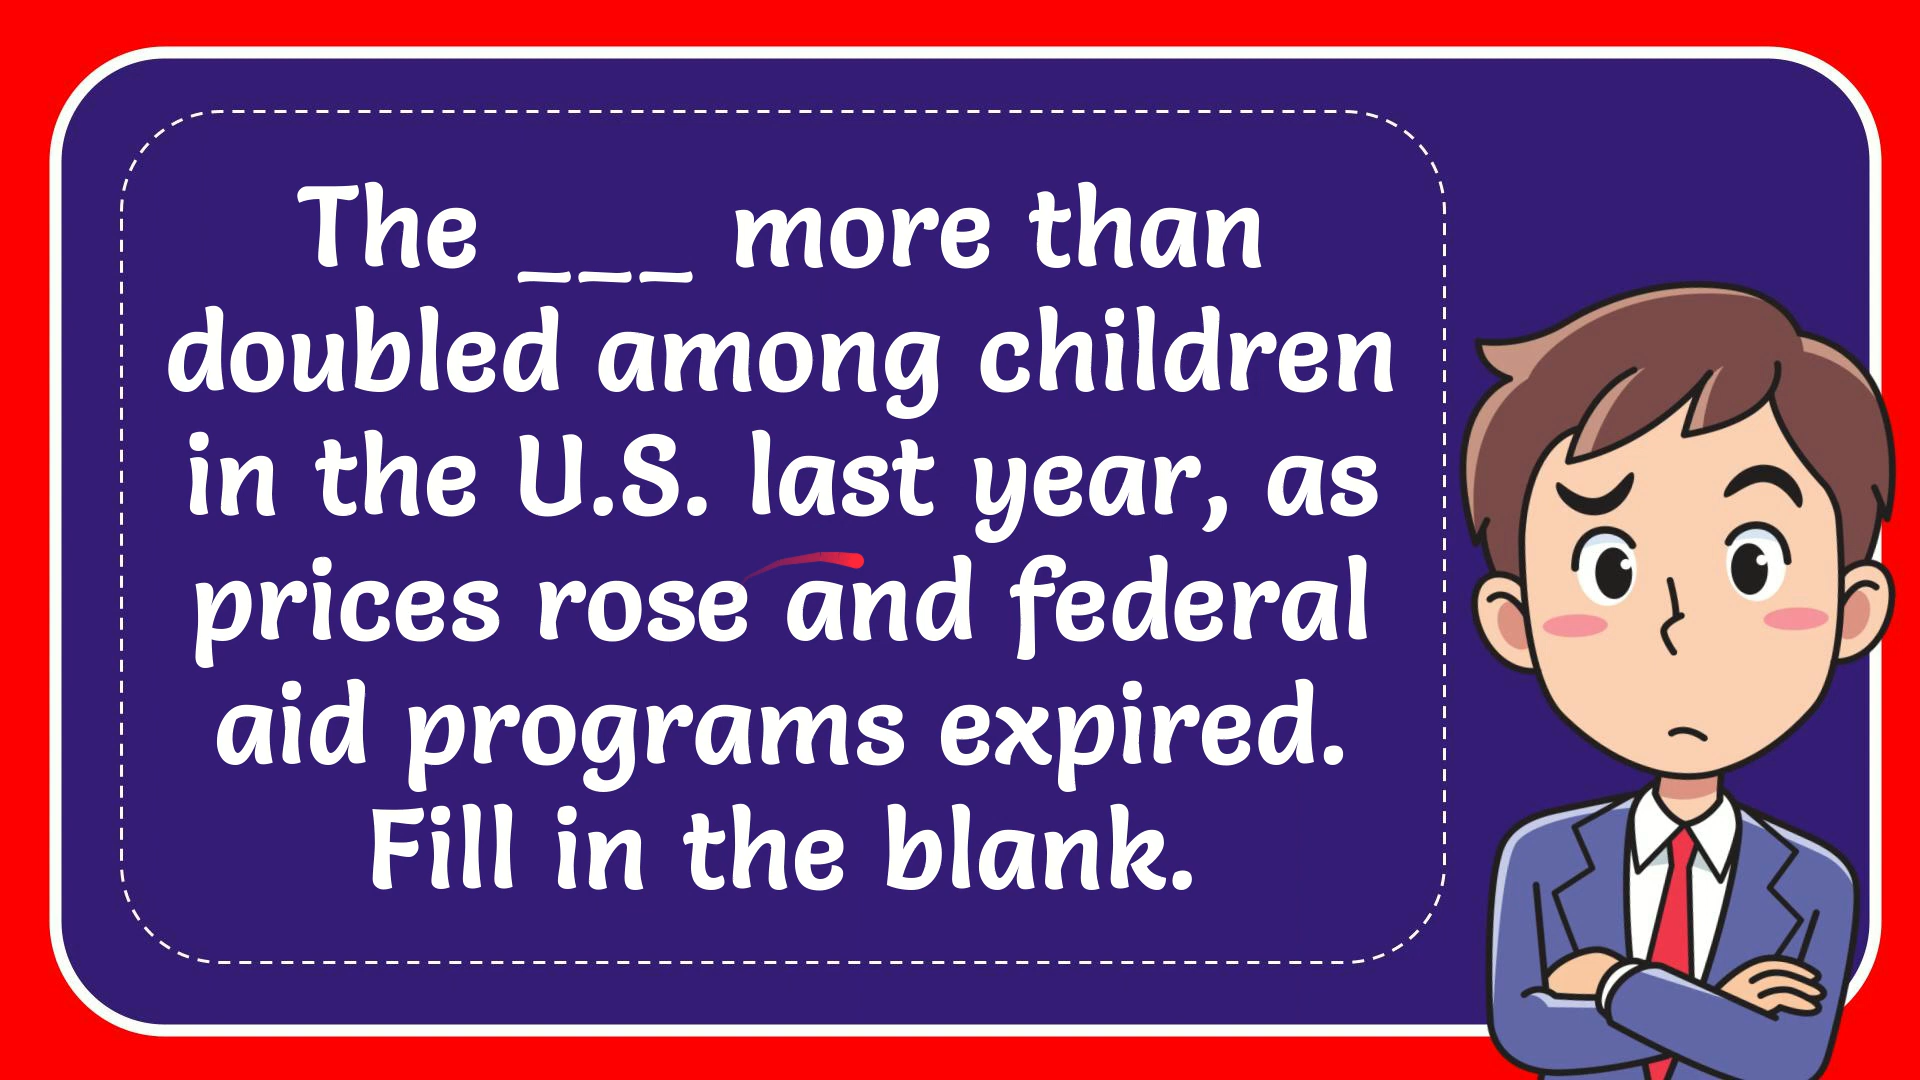 The ___ more than
doubled among children
in the U.S. last year, as
prices rose and federal
aid programs expired.
Fill in the blank.